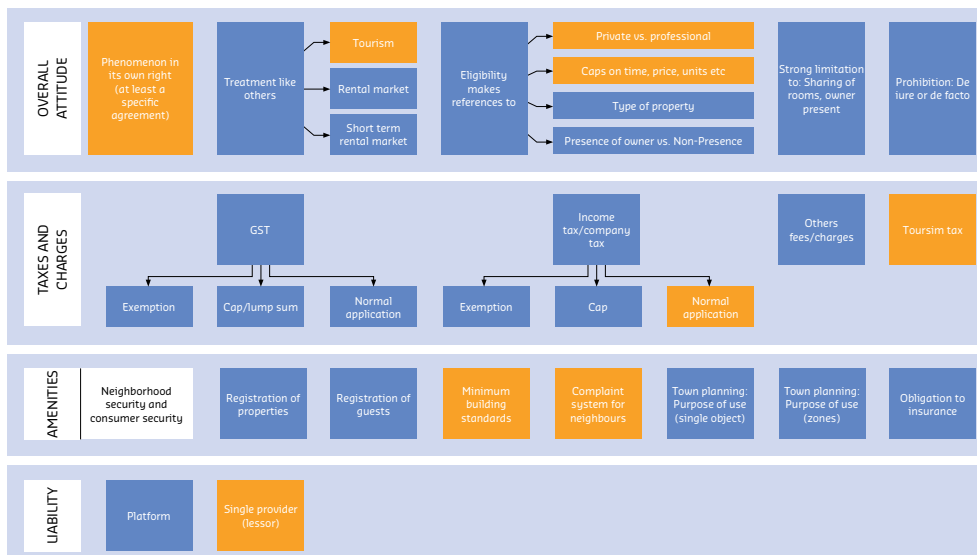 OVERALL
ATTITUDE
Phenomenon in
its own right
(at least a
specific
agreement)
Treatment like
others
Tourism
Rental market
Short term
rental market
Eligibility
makes
references to
Private vs. professional
Caps on time, price, units etc
Type of property
Presence of owner vs. Non-Presence
Strong limitation
to: Sharing of
rooms, owner
present
Prohibition: De
iure or de facto
TAXES AND
CHARGES
GST
Exemption
Cap/lump sum
Normal
application
Income
tax/company
tax
Exemption
Cap
Normal
application
Others
fees/charges
Toursim tax
AMENITIES
Neighborhood
security and
consumer security
Registration
of properties
Registration of
guests
Minimum
building
standards
Complaint
system for
neighbours
Town planning:
Purpose of use
(single object)
Town planning:
Purpose of use
(zones)
Obligation to
insurance
LIABILITY
Platform
Single provider
(lessor)